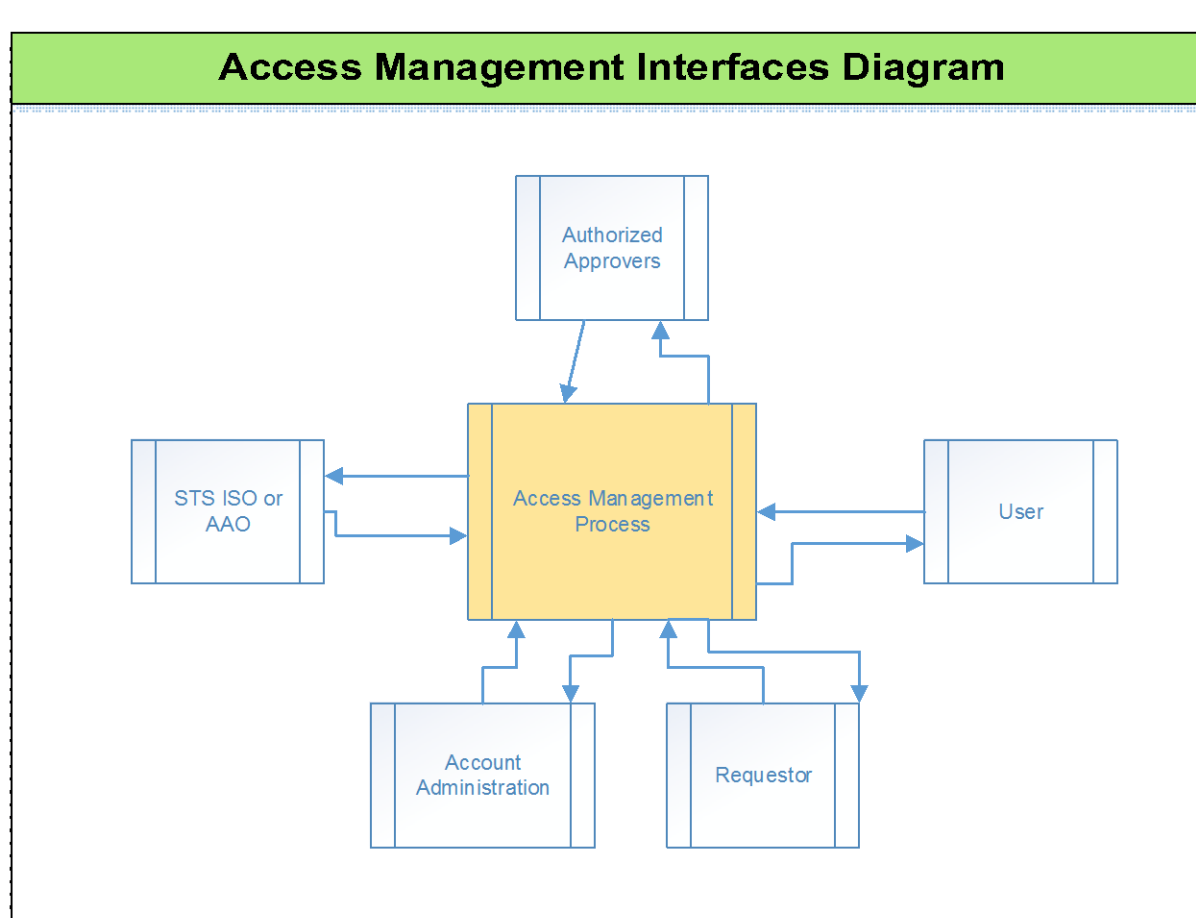 Access Management Interfaces Diagram
Authorized
Approvers
STS ISO or
AAO
Access Management
Process
User
Account
Administration
Requestor